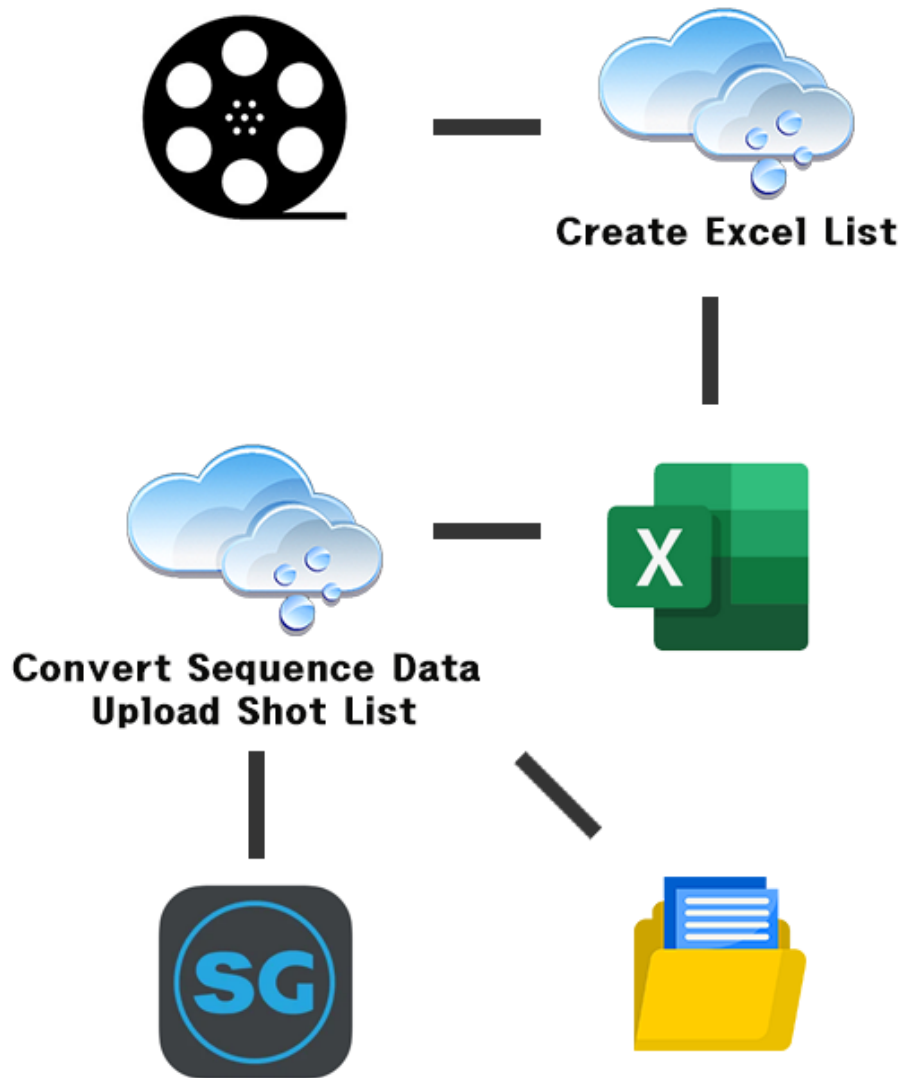 Create Excel List
X
Convert Sequence Data
Upload Shot List
SG